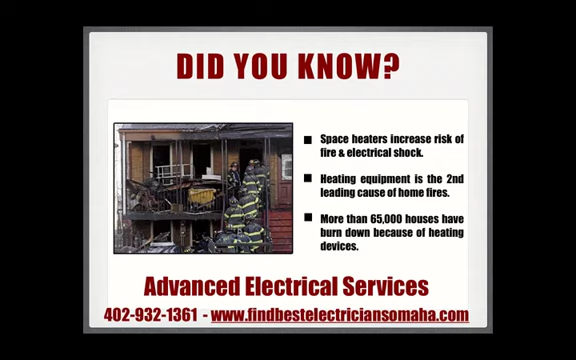 DID YOU KNOW?
Space heaters increase risk of
fire & electrical shock.
Heating equipment is the 2nd
leading cause of home fires.
More than 65,000 houses have
burn down because of heating
devices.
Advanced Electrical Services
402-932-1361 - www.findbestelectriciansomaha.com